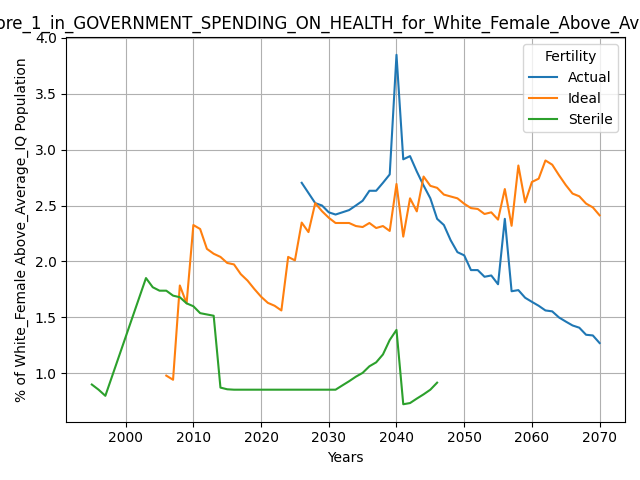 ore_1_in_GOVERNMENT_SPENDING_ON_HEALTH_for_White_Female_Above_Av
4.0
3.5
3.0
2.5
2.0
1.5
1.0
% of White_Female Above_Average_IQ Population
Fertility
Actual
Ideal
Sterile
2000 2010 2020 2030 2040 2050 2060 2070
Years